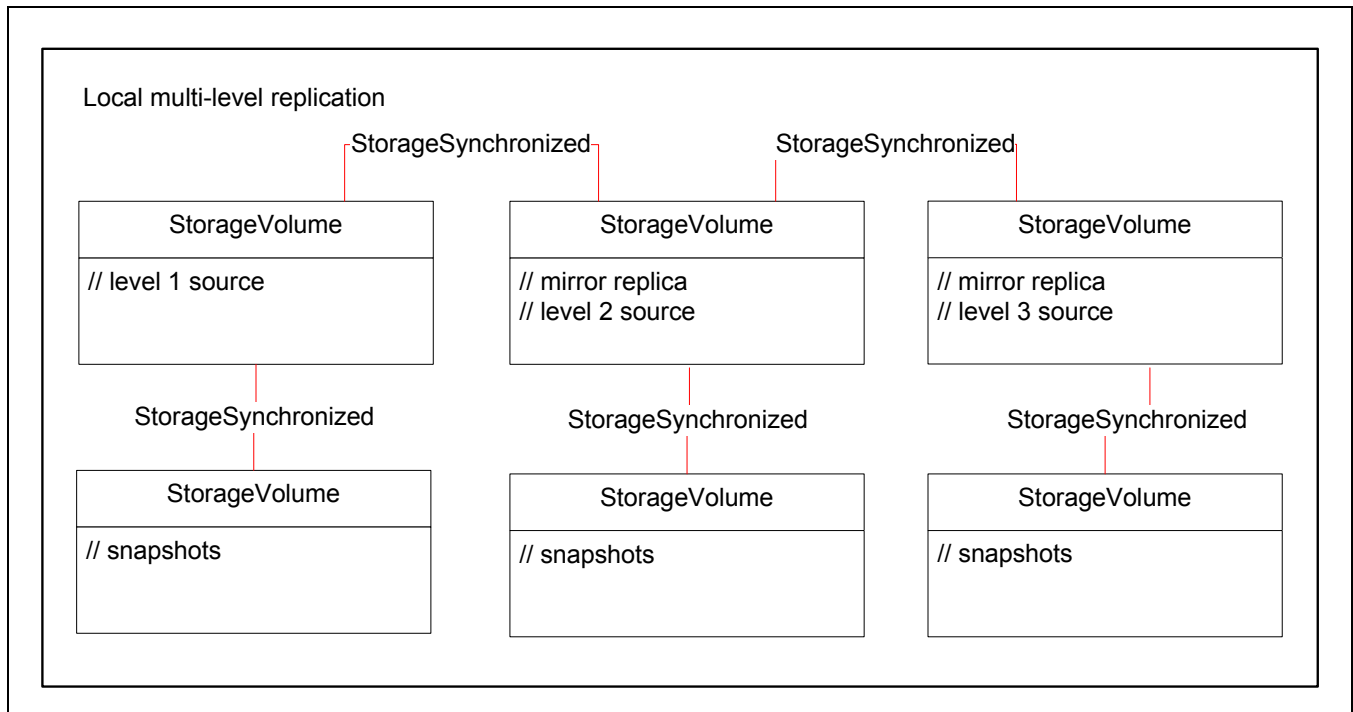 Local multi-level replication
StorageSynchronized
StorageSynchronized
StorageVolume
// level 1 source
StorageVolume
// mirror replica
// level 2 source
StorageVolume
// mirror replica
// level 3 source
StorageSynchronized
StorageSynchronized
StorageSynchronized
StorageVolume
// snapshots
StorageVolume
// snapshots
StorageVolume
// snapshots